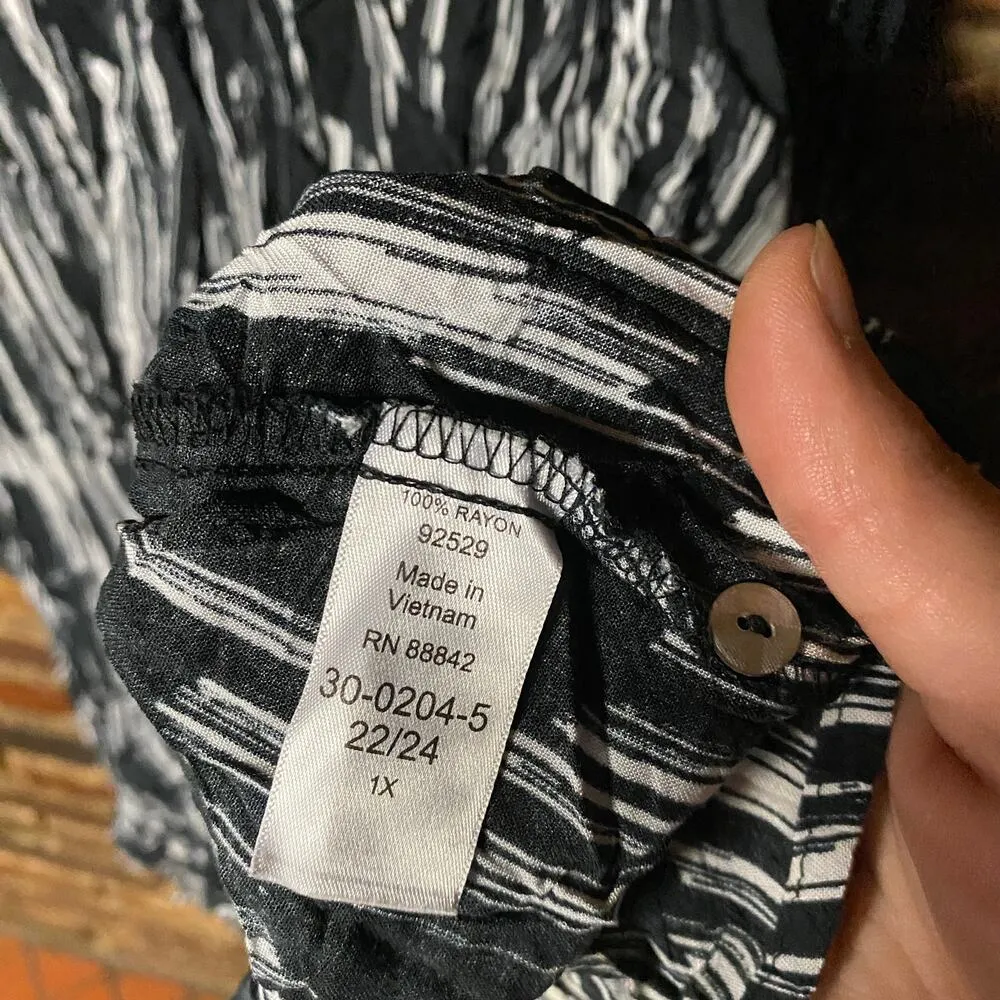 100% RAYON
92529
Made in
Vietnam
RN 88842
30-0204-5
22/24
1X